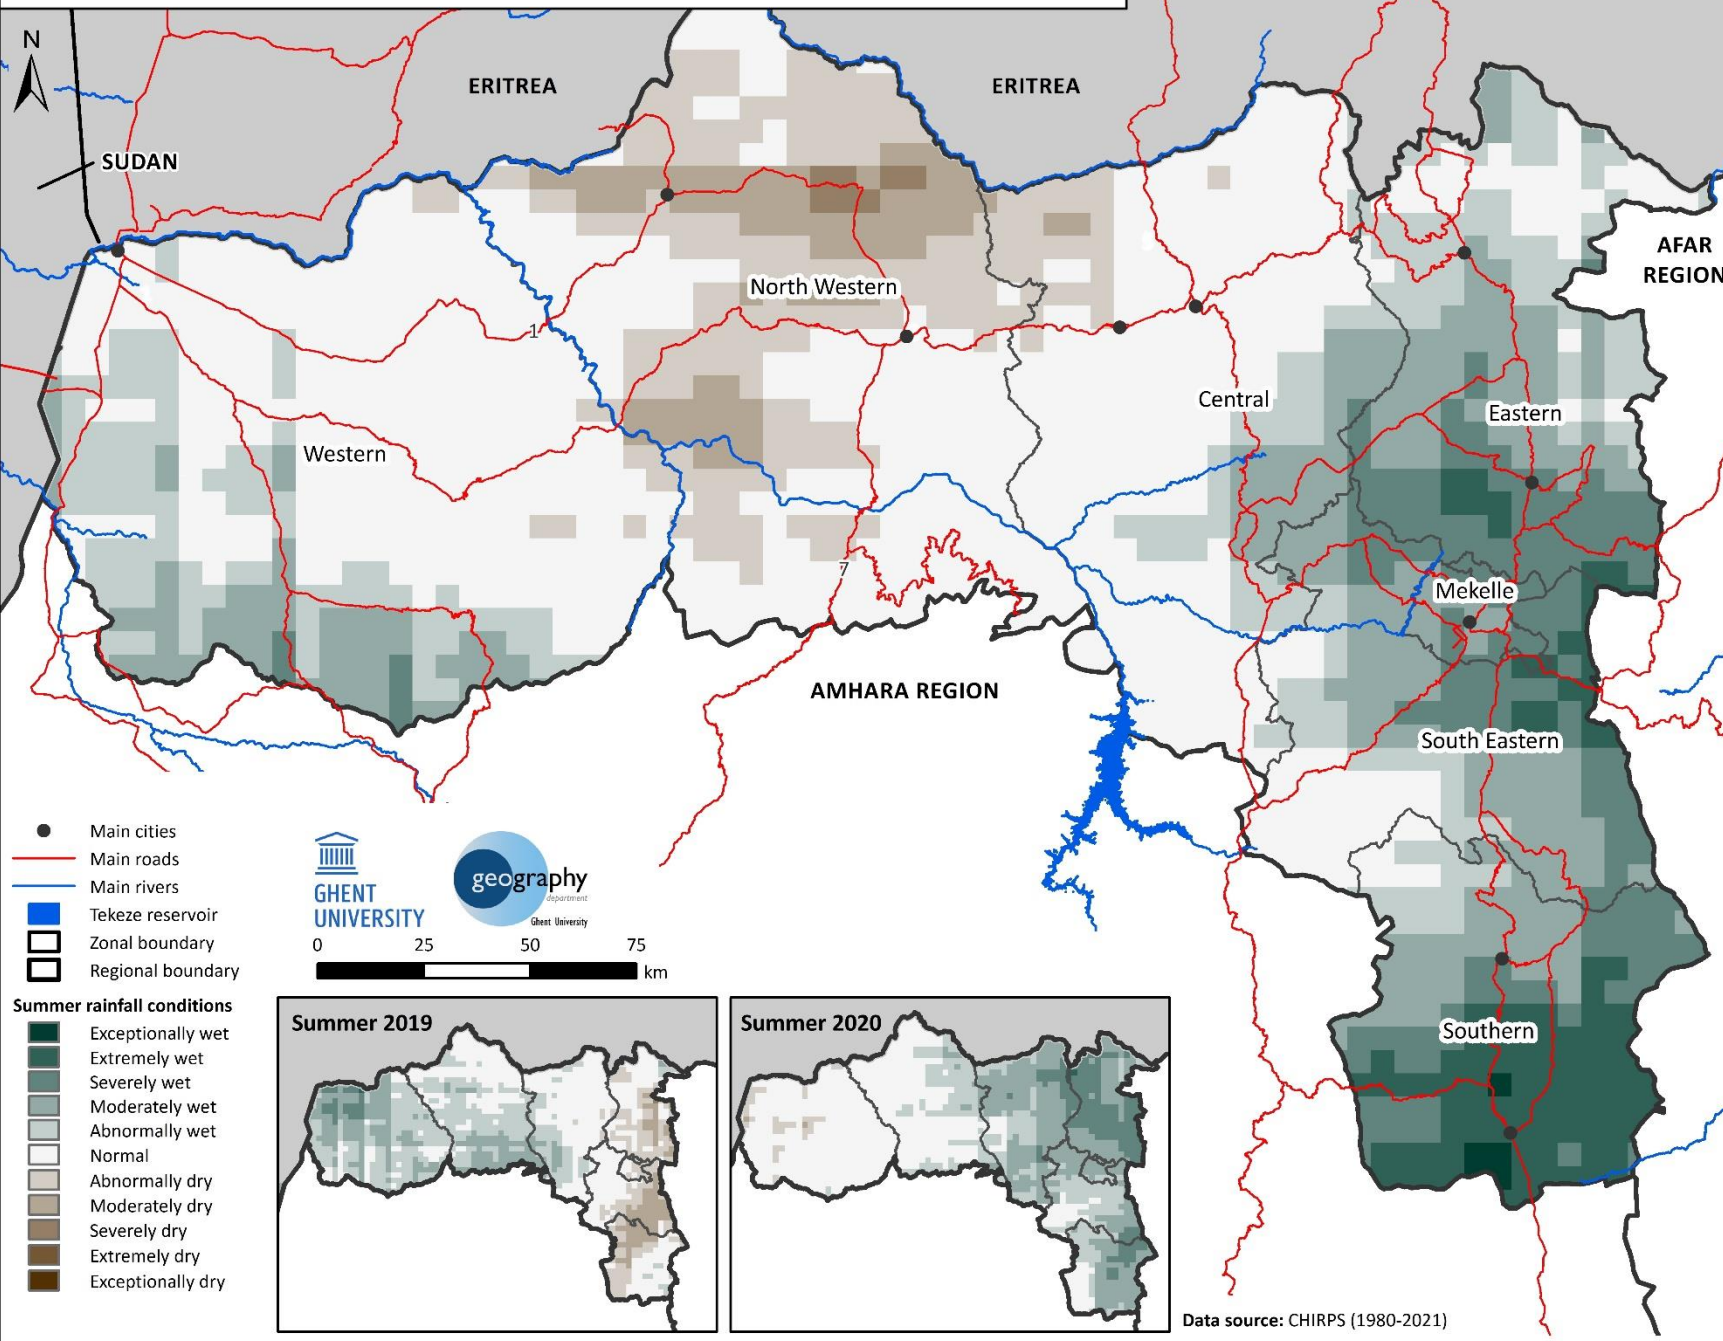 N
ERITREA
ERITREA
SUDAN
AFAR
REGION
North Western
1
Central
Eastern
Western
7
Mekelle
AMHARA REGION
South Eastern
Southern
Main cities
Main roads
Main rivers
Tekeze reservoir
Zonal boundary
Regional boundary
GHENT
UNIVERSITY
geography
department
Ghent University
0 25 50 75
km
Summer rainfall conditions
Exceptionally wet
Extremely wet
Severely wet
Moderately wet
Abnormally wet
Normal
Abnormally dry
Moderately dry
Severely dry
Extremely dry
Exceptionally dry
Summer 2019
Summer 2020
Data source: CHIRPS (1980-2021)